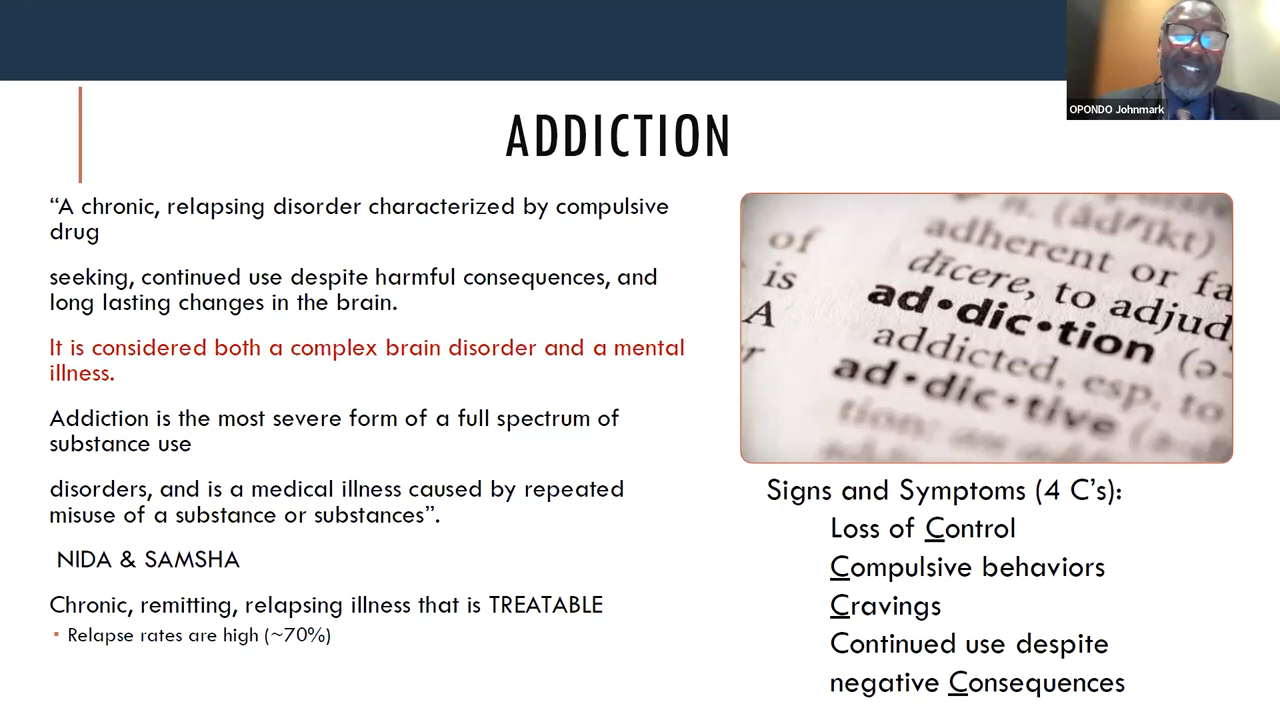 OPONDO Johnmark
ADDICTION
“A chronic, relapsing disorder characterized by compulsive
drug
seeking, continued use despite harmful consequences, and
long lasting changes in the brain.
It is considered both a complex brain disorder and a mental
illness.
Addiction is the most severe form of a full spectrum of
substance use
disorders, and is a medical illness caused by repeated
misuse of a substance or substances”.
NIDA & SAMSHA
Chronic, remitting, relapsing illness that is TREATABLE
▪ Relapse rates are high (~70%)
n. (ăd′ĭkt)
of adherent or fa
is dīcere, to adjud
A ad•dic•tion (ə-
r addicted, esp. to
ad•dic•tive
Signs and Symptoms (4 C’s):
Loss of Control
Compulsive behaviors
Cravings
Continued use despite
negative Consequences